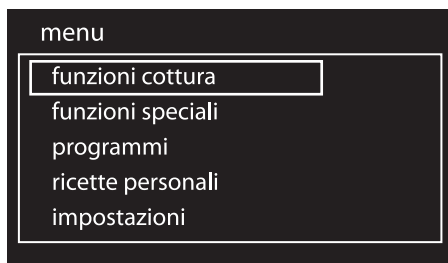 menu
funzioni cottura
funzioni speciali
programmi
ricette personali
impostazioni